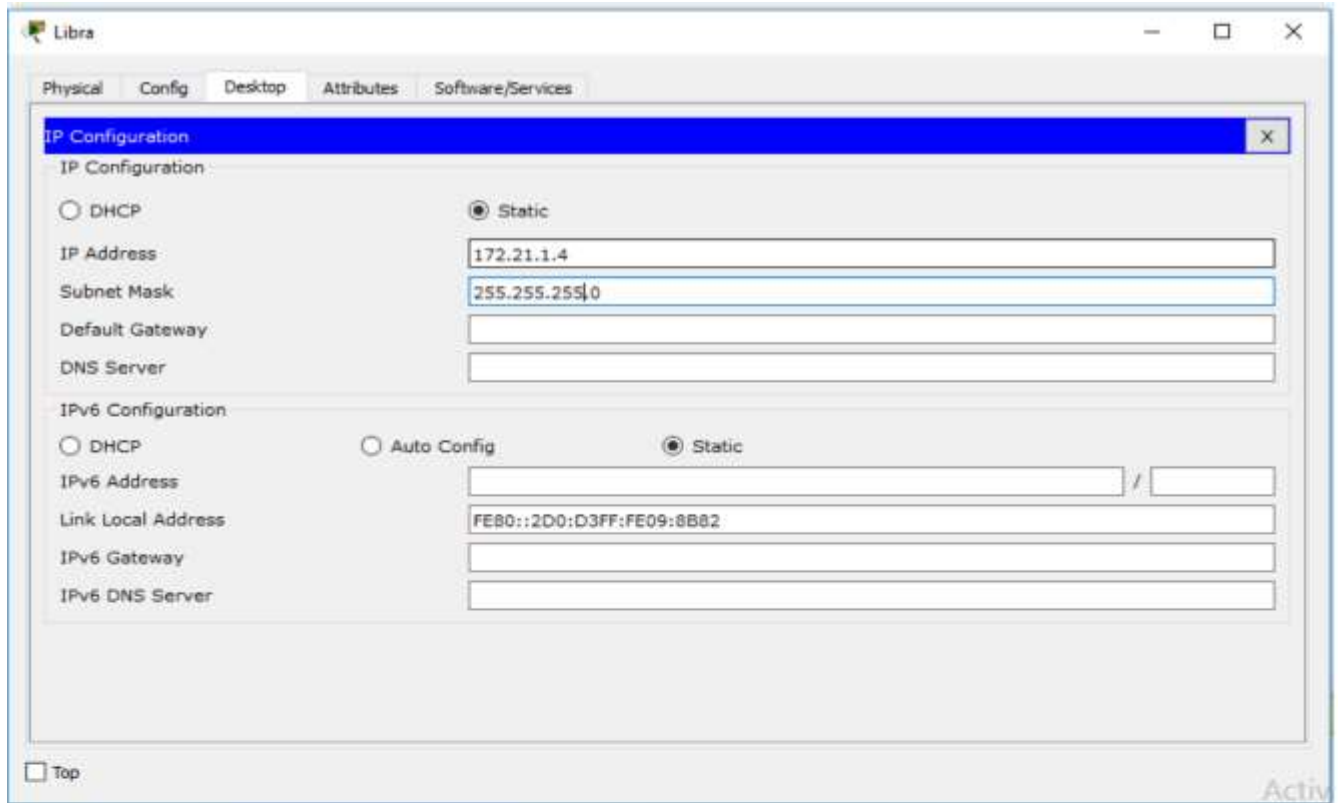 Libra
Physical Config Desktop Attributes Software/Services
IP Configuration X
IP Configuration
DHCP Static
IP Address 172.21.1.4
Subnet Mask 255.255.255.0
Default Gateway
DNS Server
IPv6 Configuration
DHCP Auto Config Static
IPv6 Address /
Link Local Address FE80::2D0:D3FF:FE09:8B82
IPv6 Gateway
IPv6 DNS Server
Top
Activ